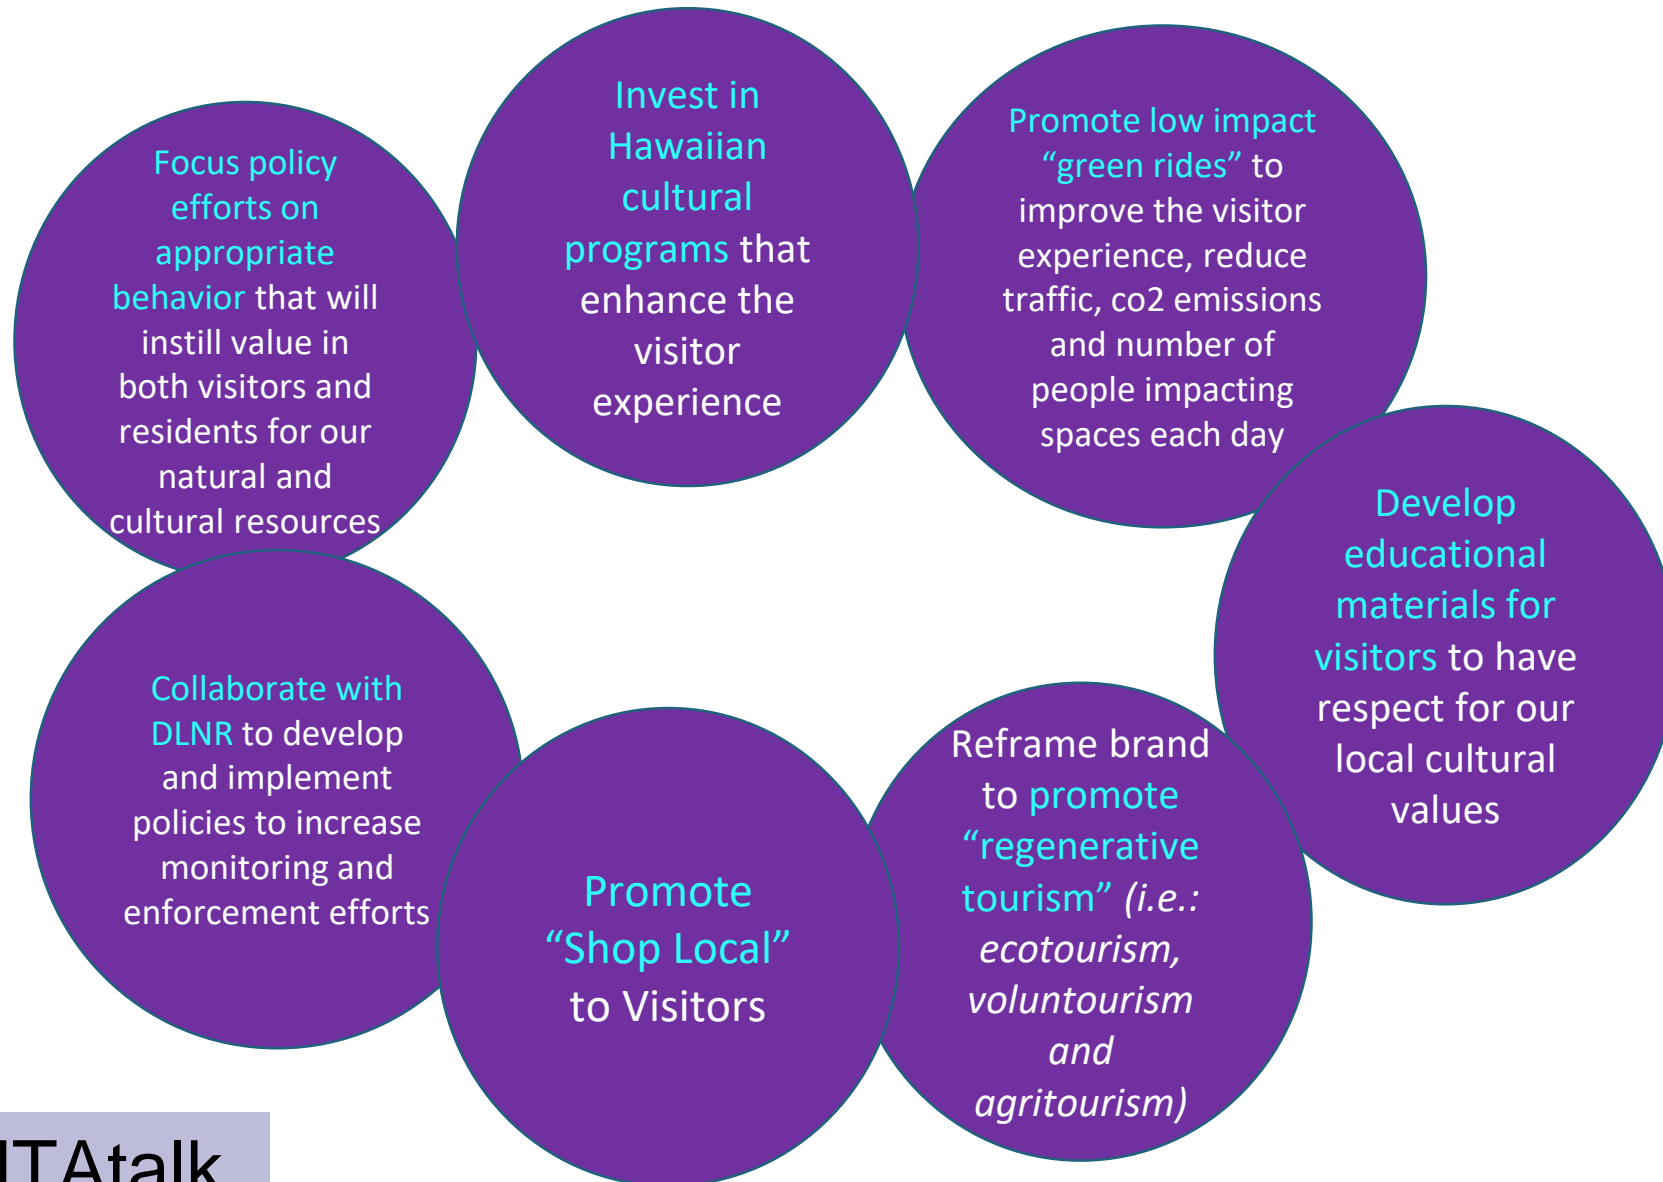 Focus policy
efforts on
appropriate
behavior that will
instill value in
both visitors and
residents for our
natural and
cultural resources
Invest in
Hawaiian
cultural
programs that
enhance the
visitor
experience
Promote low impact
“green rides” to
improve the visitor
experience, reduce
traffic, co2 emissions
and number of
people impacting
spaces each day
Develop
educational
materials for
visitors to have
respect for our
local cultural
values
Reframe brand
to promote
“regenerative
tourism” (i.e.:
ecotourism,
voluntourism
and
agritourism)
Promote
“Shop Local”
to Visitors
Collaborate with
DLNR to develop
and implement
policies to increase
monitoring and
enforcement efforts